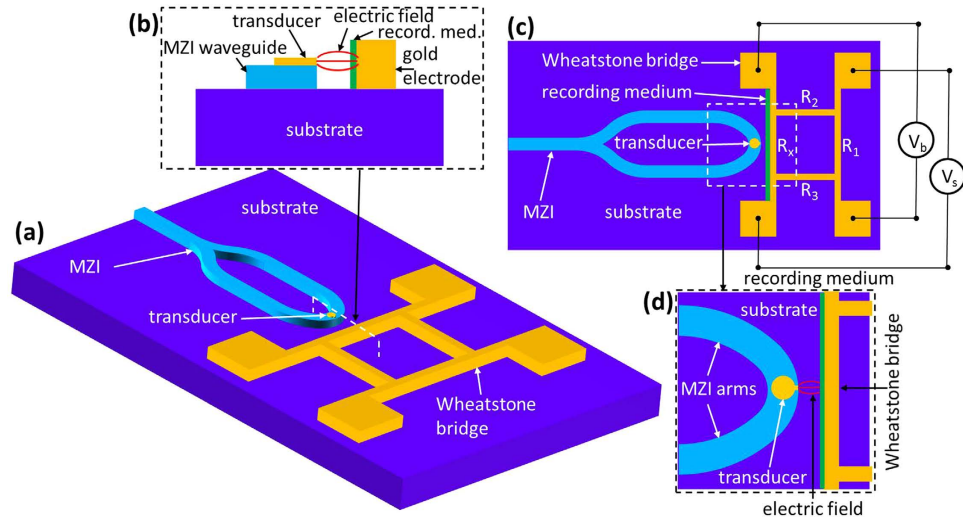 (b)
transducer
electric field
record. med.
MZI waveguide
gold
electrode
substrate
(a)
substrate
MZI
transducer
Wheatstone
bridge
(c)
Wheatstone bridge
recording medium
transducer
R2
Rx
R1
R3
MZI
substrate
Vb
Vs
recording medium
(d)
substrate
MZI arms
transducer
electric field
Wheatstone bridge